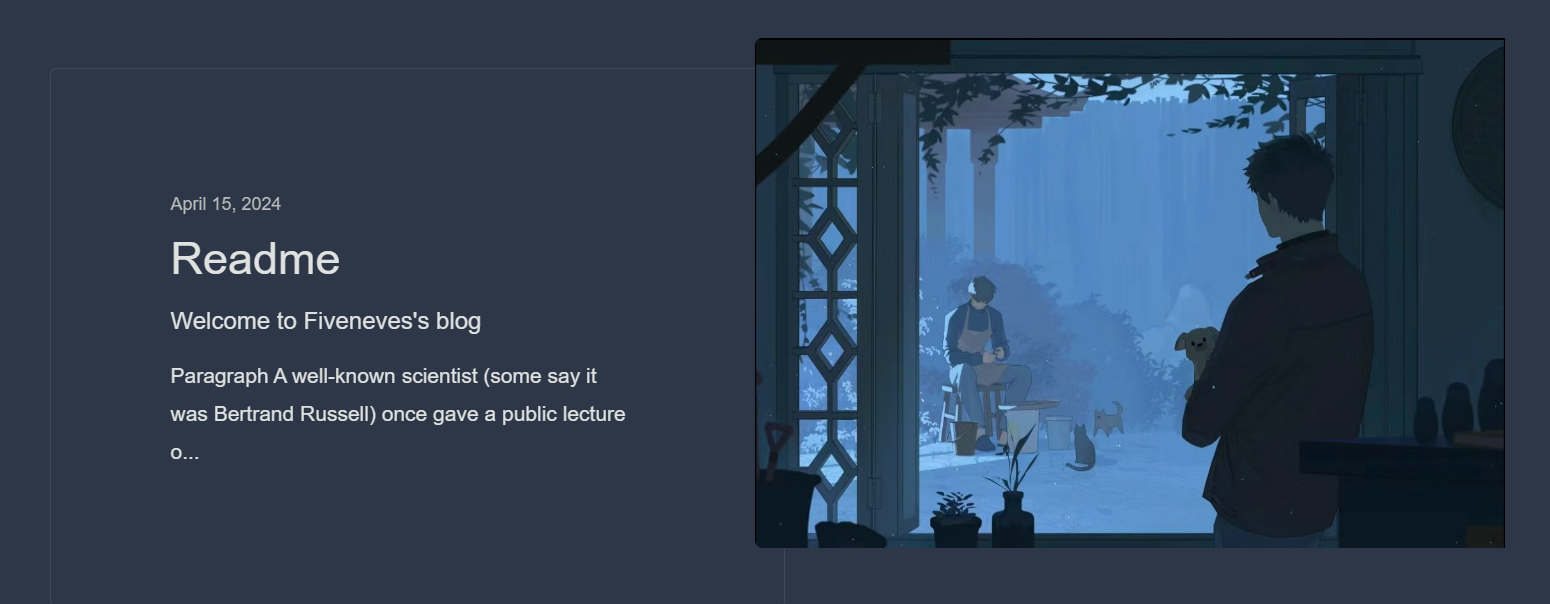 April 15, 2024
Readme
Welcome to Fiveneves's blog
Paragraph A well-known scientist (some say it
was Bertrand Russell) once gave a public lecture
o...